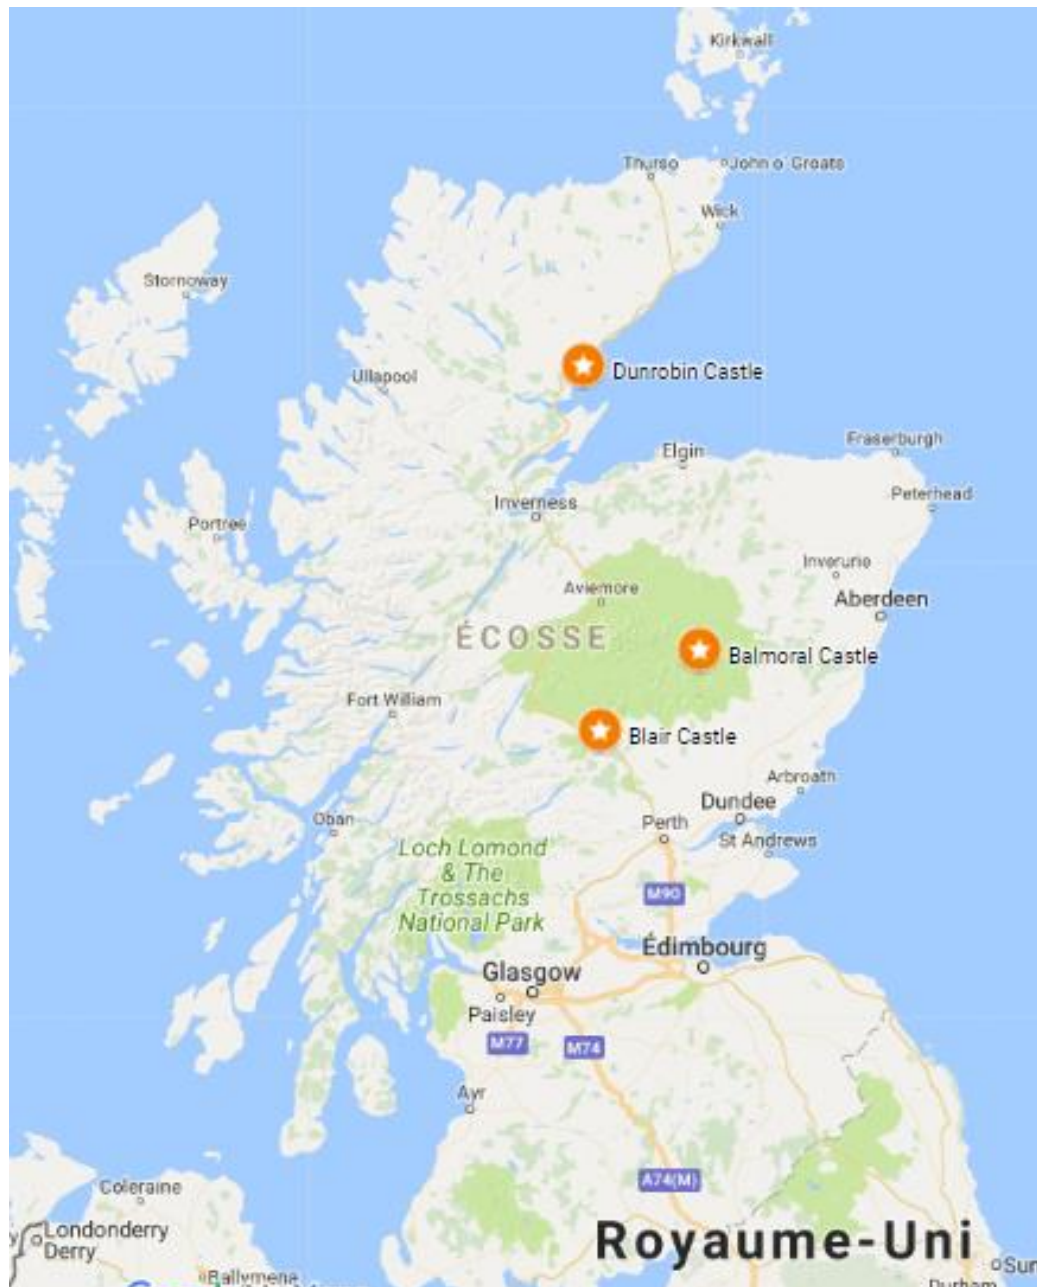 Kirkwall
Thurso
John o' Groats
Wick
Stornoway
Dunrobin Castle
Ullapool
Elgin
Fraserburgh
Peterhead
Inverness
Portree
Inverurie
Aviemore
Aberdeen
ÉCOSSE
Balmoral Castle
Fort William
Blair Castle
Arbroath
Dundee
Oban
Perth
St Andrews
Loch Lomond
& The
Trossachs
National Park
M90
Édimbourg
Glasgow
Paisley
M77
M74
Ayr
A74(M)
Coleraine
Londonderry
Derry
Royaume-Uni
Ballymena
Durham